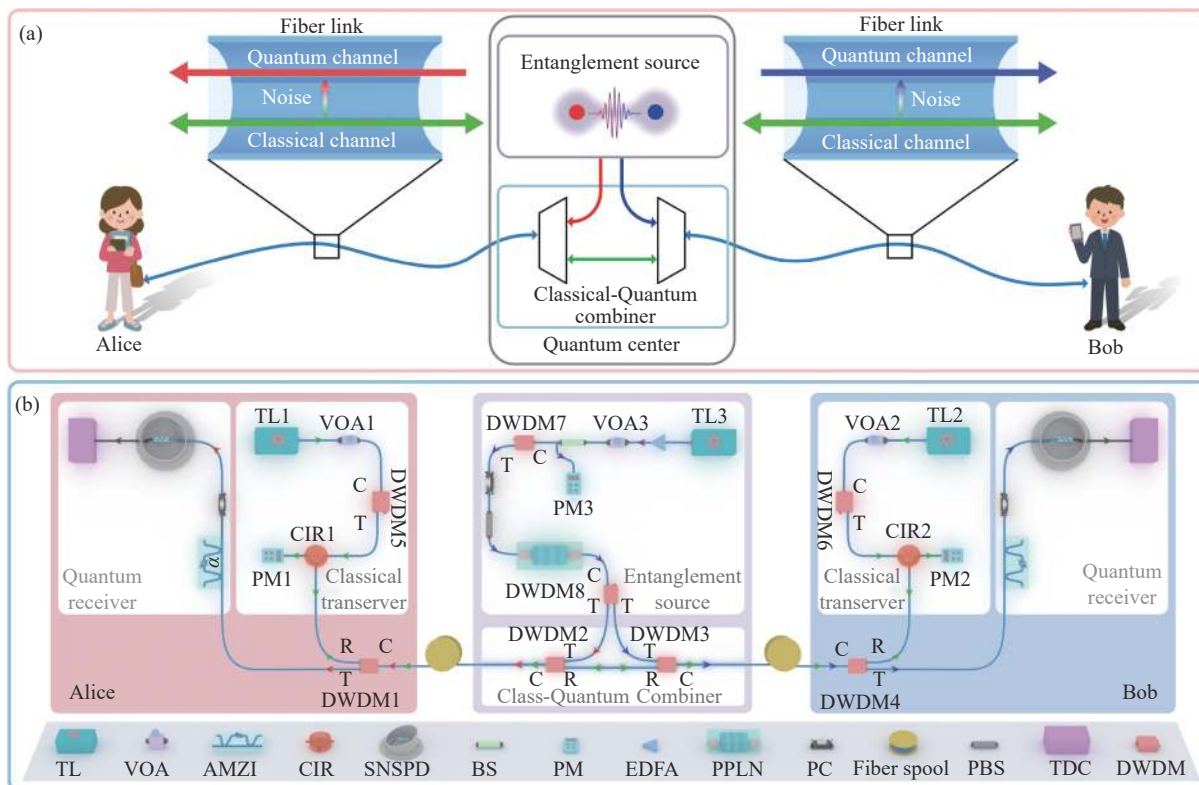 (a)
Fiber link
Quantum channel
Noise
Classical channel
Entanglement source
Classical-Quantum
combiner
Quantum center
Fiber link
Quantum channel
Noise
Classical channel
Alice
Bob
(b)
TL1
VOA1
C
T
DWDM5
CIR1
PM1
Classical
transerver
α
Quantum
receiver
R
C
T
DWDM1
Alice
DWDM7
VOA3
TL3
T
C
PM3
DWDM8
C
T
T
Entanglement
source
DWDM2
DWDM3
T
T
C
R
R
C
Class-Quantum Combiner
VOA2
TL2
C
T
DWDM6
CIR2
PM2
Classical
transerver
Quantum
receiver
C
R
T
DWDM4
Bob
TL
VOA
AMZI
CIR
SNSPD
BS
PM
EDFA
PPLN
PC
Fiber spool
PBS
TDC
DWDM